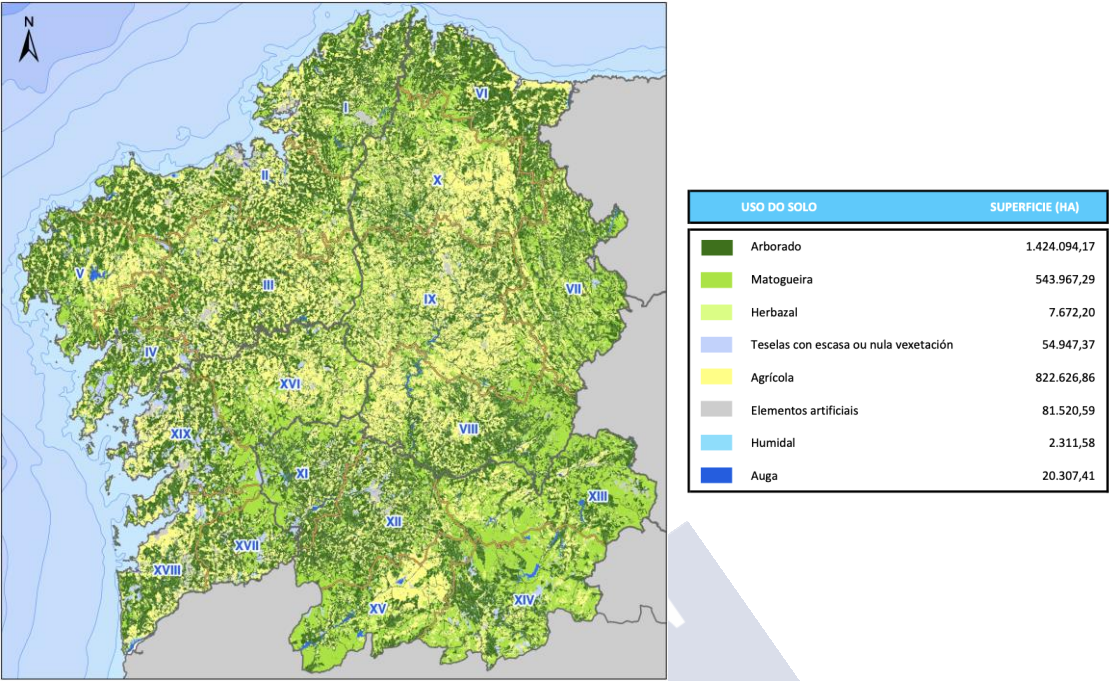 N
I
VI
II
X
V
III
IX
VII
IV
XVI
XIX
VIII
XI
XIII
XII
XVII
XVIII
XIV
XV
USO DO SOLO SUPERFICIE (HA)
Arborado 1.424.094,17
Matogueira 543.967,29
Herbazal 7.672,20
Teselas con escasa ou nula vexetación 54.947,37
Agrícola 822.626,86
Elementos artificiais 81.520,59
Humidal 2.311,58
Auga 20.307,41